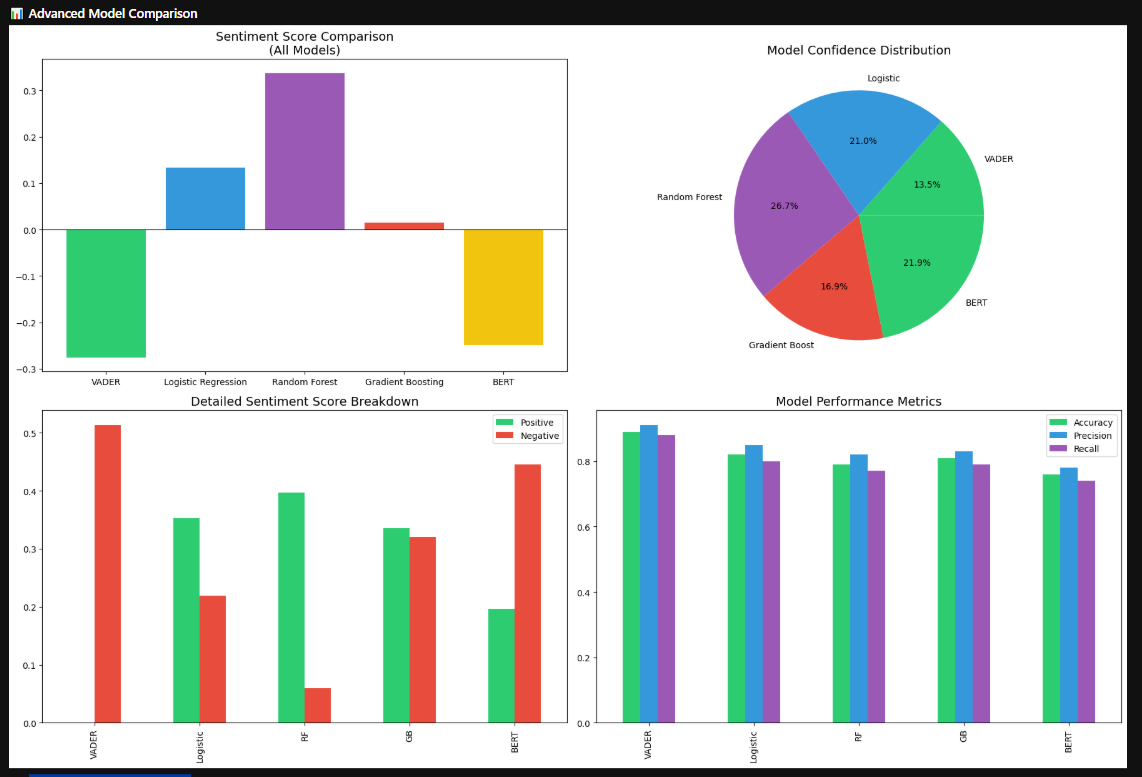 📊 Advanced Model Comparison
Sentiment Score Comparison
(All Models)
0.3
0.2
0.1
0.0
−0.1
−0.2
−0.3
VADER
Logistic Regression
Random Forest
Gradient Boosting
BERT
Model Confidence Distribution
Logistic
VADER
21.0%
13.5%
Random Forest
26.7%
21.9%
16.9%
BERT
Gradient Boost
Detailed Sentiment Score Breakdown
Positive
Negative
0.5
0.4
0.3
0.2
0.1
0.0
VADER
Logistic
RF
GB
BERT
Model Performance Metrics
Accuracy
Precision
Recall
0.8
0.6
0.4
0.2
0.0
VADER
Logistic
RF
GB
BERT